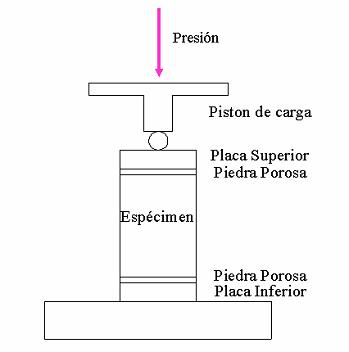 Presión
Piston de carga
Placa Superior
Piedra Porosa
Espécimen
Piedra Porosa
Placa Inferior